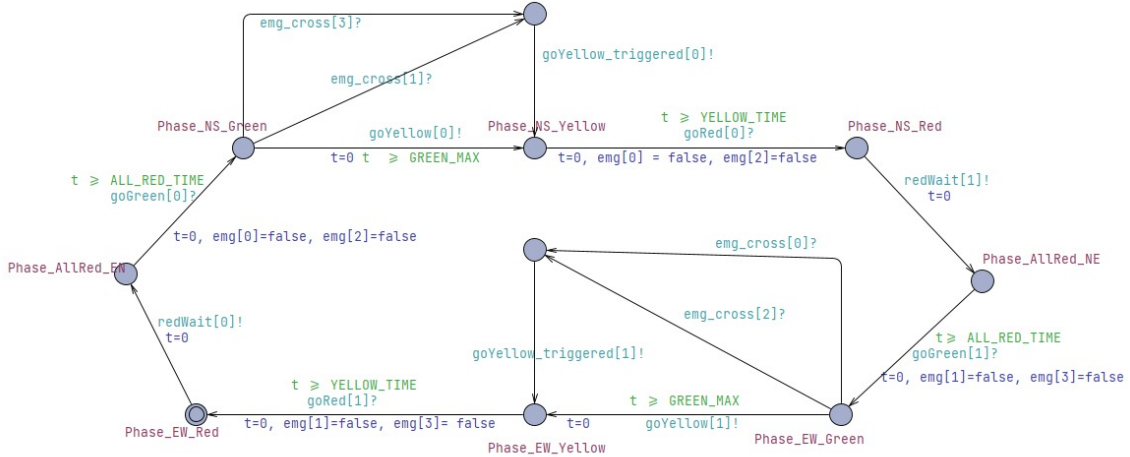 emg_cross[3]?
goYellow_triggered[0]!
emg_cross[1]?
Phase_NS_Green
goYellow[0]!
t=0 t ⩾ GREEN_MAX
Phase_NS_Yellow
t ⩾ YELLOW_TIME
goRed[0]?
t=0, emg[0] = false, emg[2]=false
Phase_NS_Red
t ⩾ ALL_RED_TIME
goGreen[0]?
t=0, emg[0]=false, emg[2]=false
redWait[1]!
t=0
Phase_AllRed_EN
Phase_AllRed_NE
emg_cross[0]?
emg_cross[2]?
redWait[0]!
t=0
goYellow_triggered[1]!
t⩾ ALL_RED_TIME
goGreen[1]?
t=0, emg[1]=false, emg[3]=false
t ⩾ YELLOW_TIME
goRed[1]?
t=0, emg[1]=false, emg[3]= false
t ⩾ GREEN_MAX
t=0
goYellow[1]!
Phase_EW_Red
Phase_EW_Yellow
Phase_EW_Green